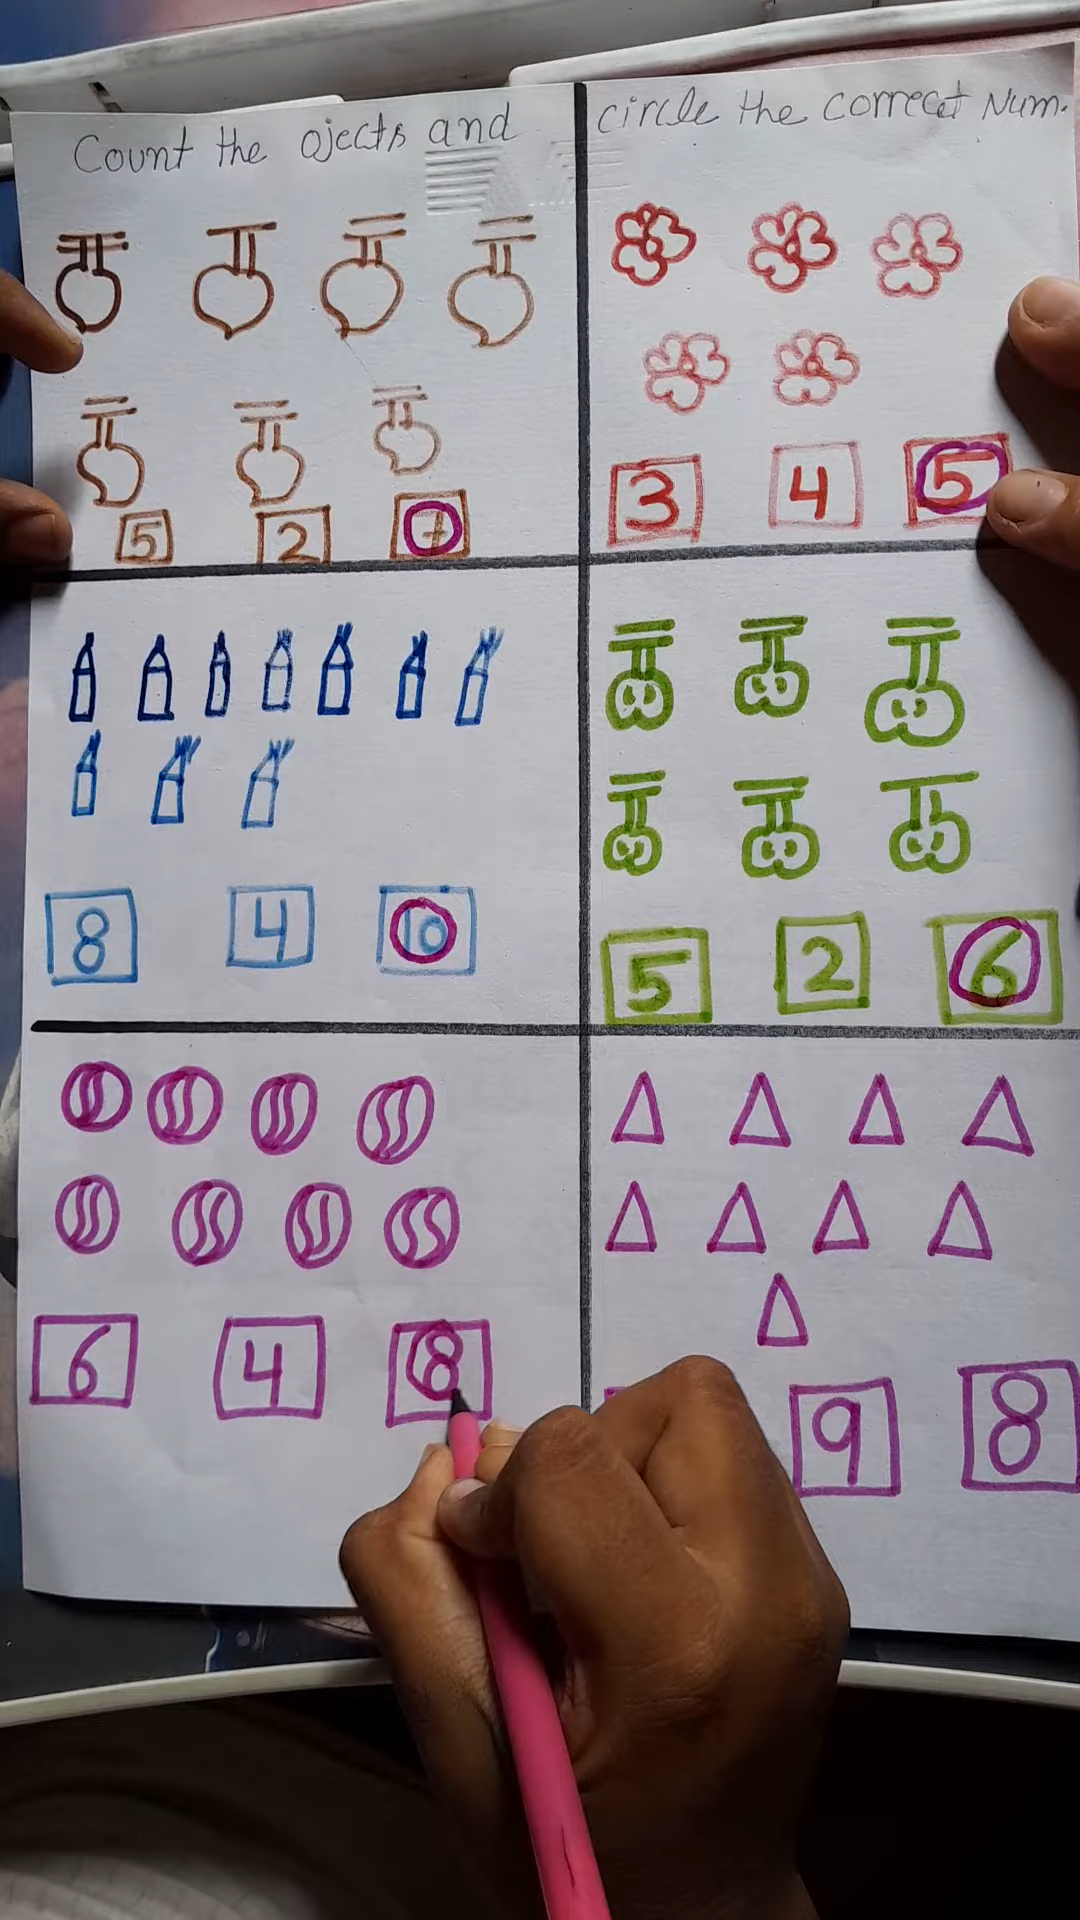 Count the ojects and circle the correct Num.
5 2 7
3 4 5
8 4 10
5 2 6
6 4 8
9 8